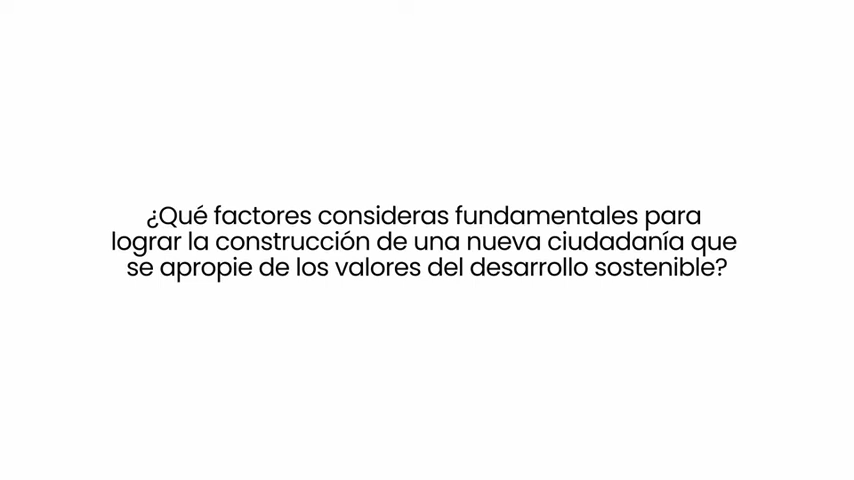 ¿Qué factores consideras fundamentales para
lograr la construcción de una nueva ciudadanía que
se apropie de los valores del desarrollo sostenible?